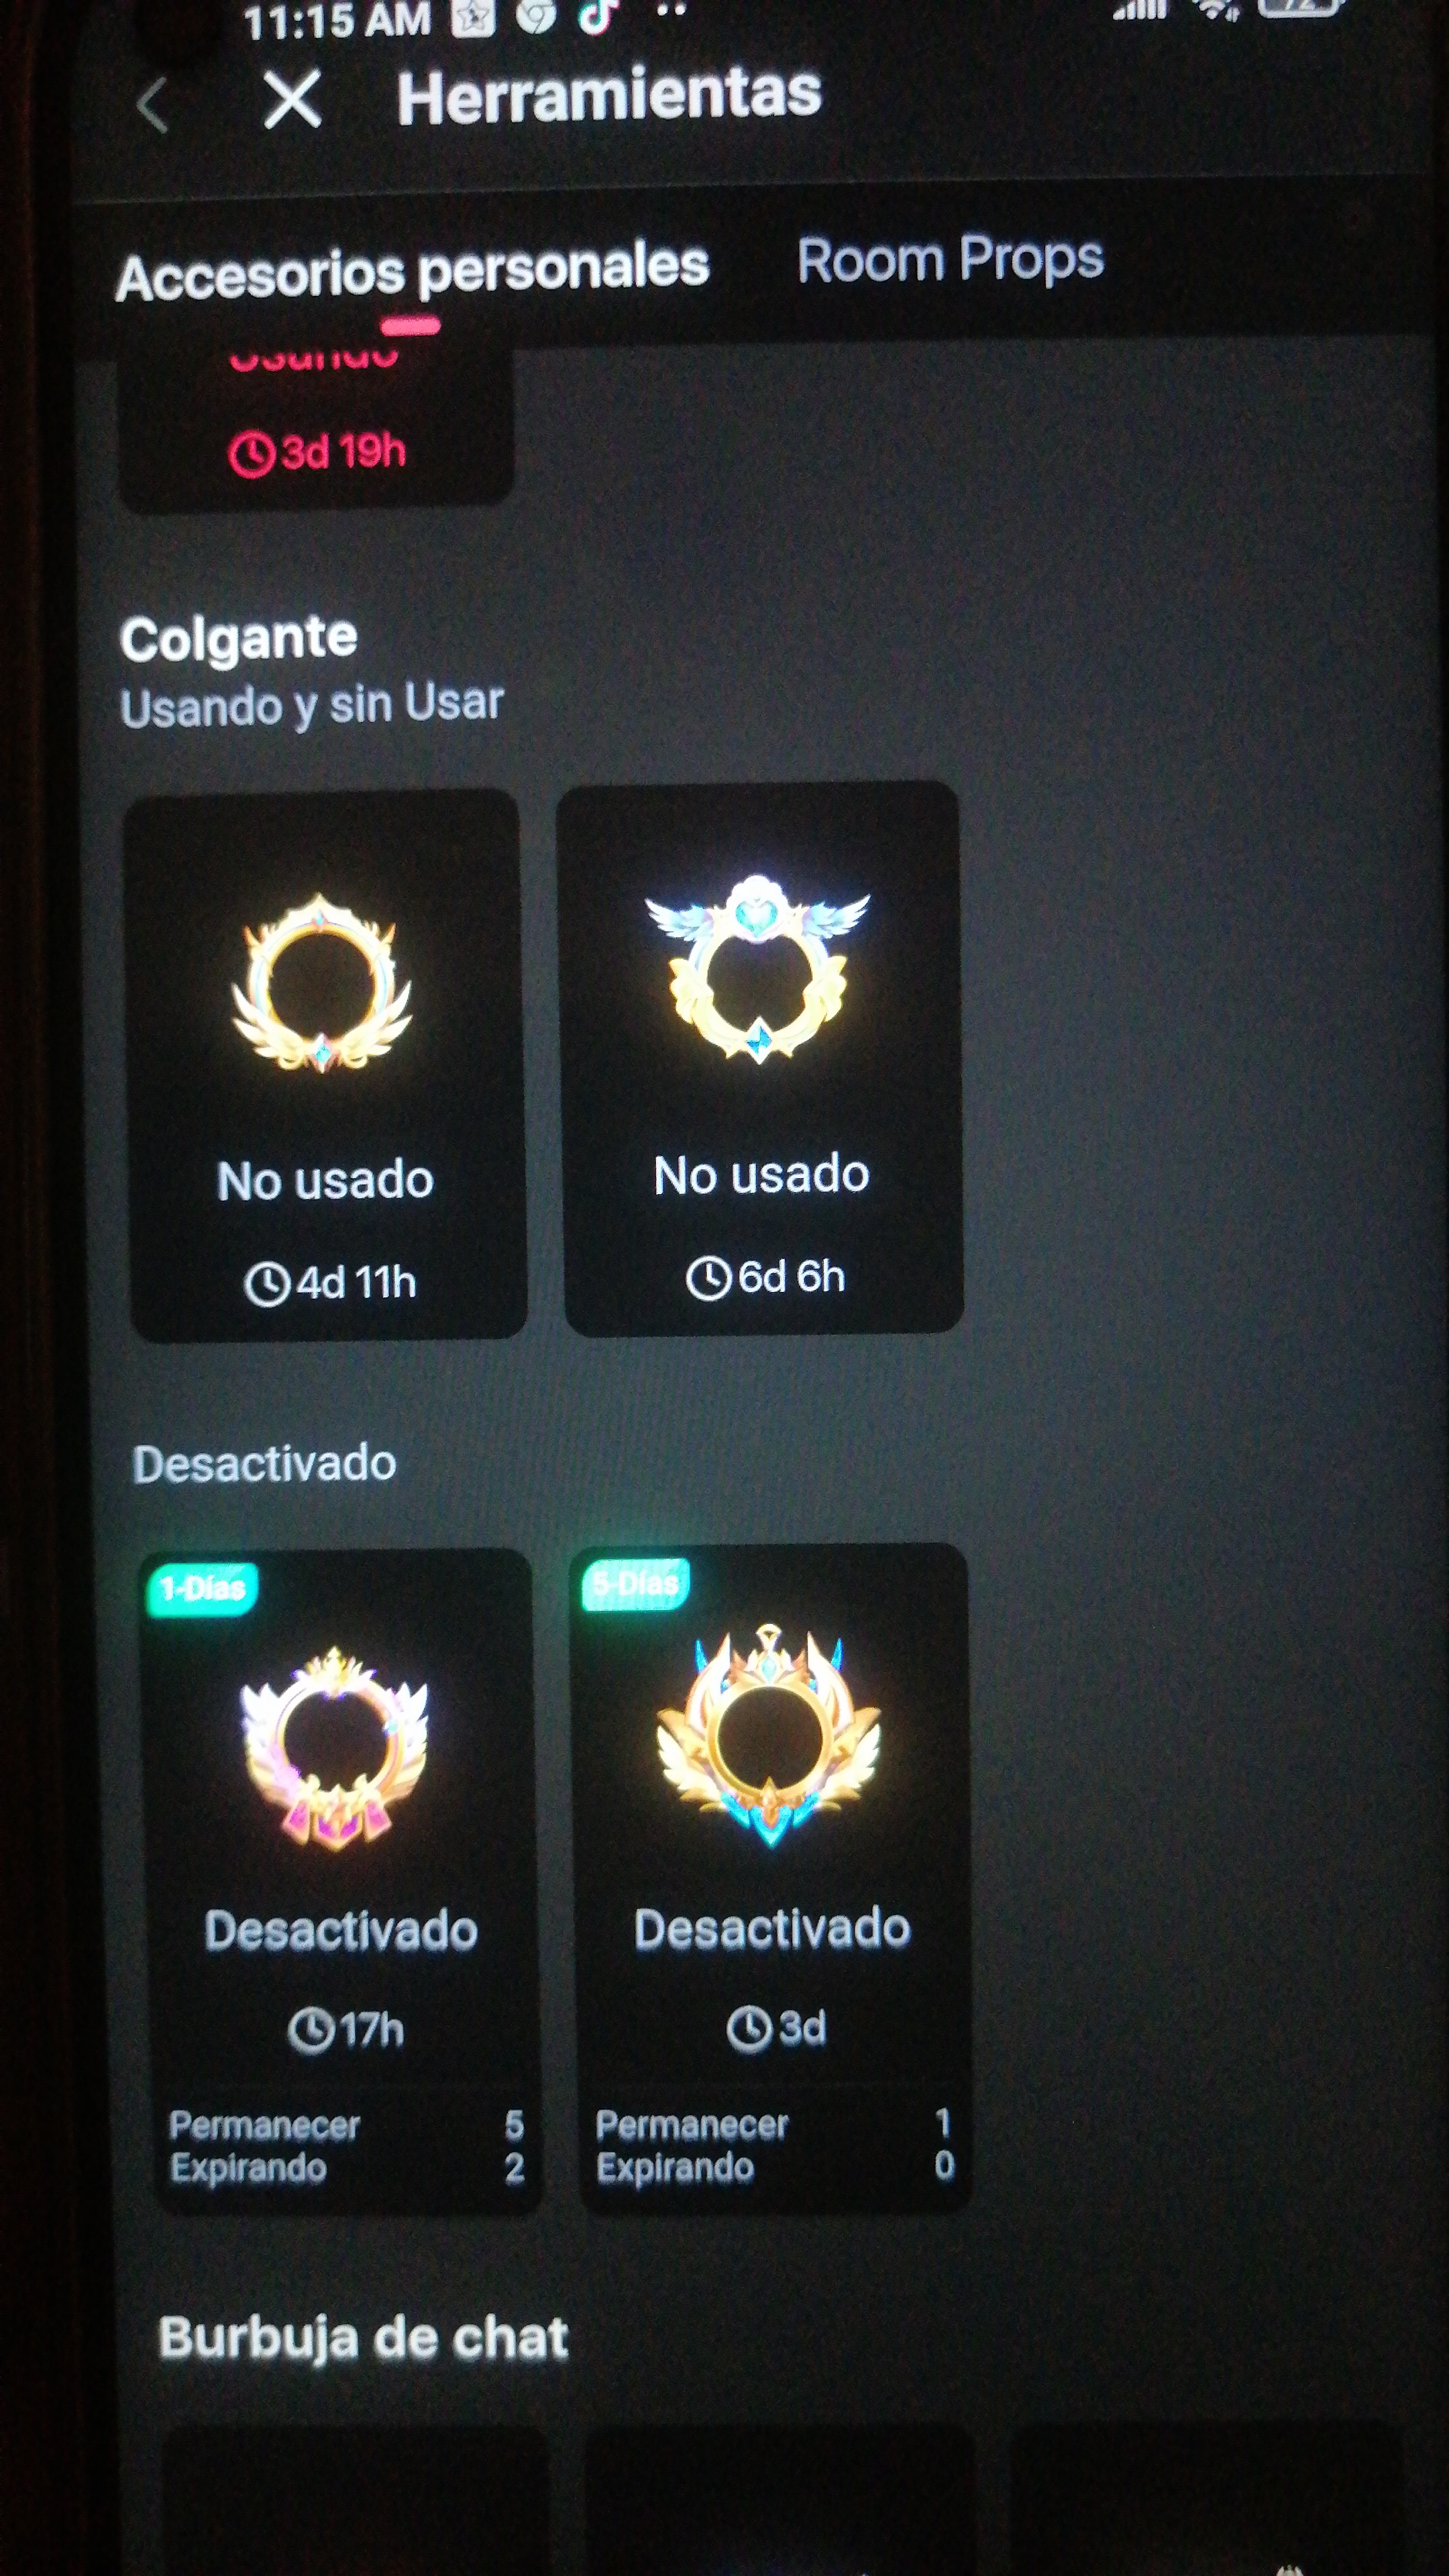 11:15 AM
Herramientas
Accesorios personales
Room Props
Usando
3d 19h
Colgante
Usando y sin Usar
No usado
No usado
4d 11h
6d 6h
Desactivado
1-Días
5-Días
Desactivado
Desactivado
17h
3d
Permanecer 5
Permanecer 1
Expirando 2
Expirando 0
Burbuja de chat